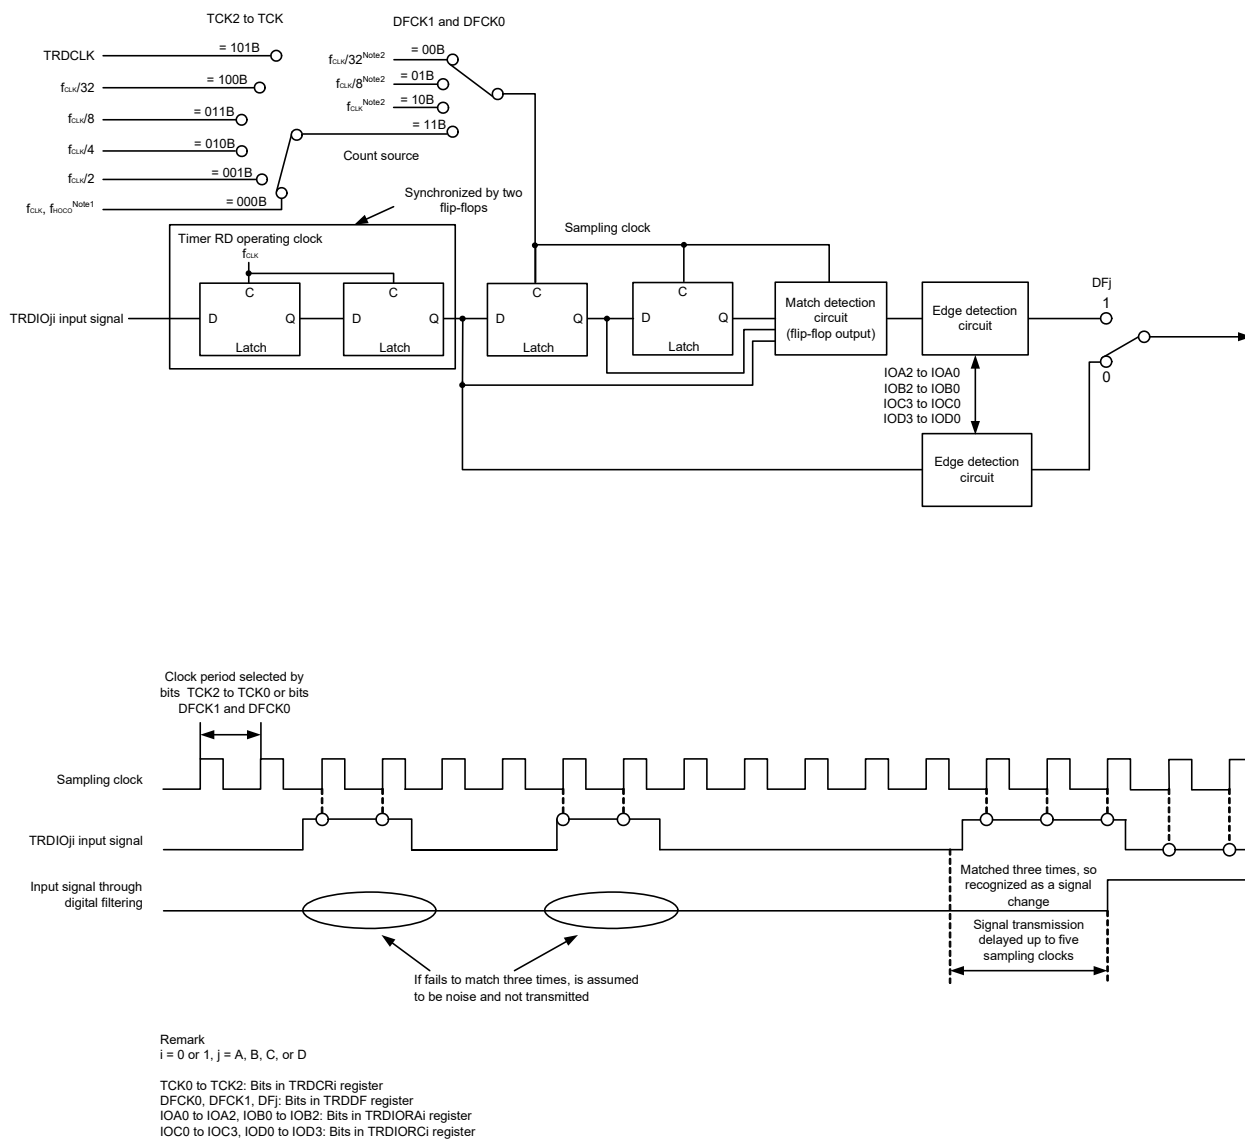 TCK2 to TCK
DFCK1 and DFCK0
TRDCLK
= 101B
fCLK/32
= 100B
fCLK/8
= 011B
fCLK/4
= 010B
fCLK/2
= 001B
fCLK, fHOCO Note1
= 000B
fCLK/32 Note2
= 00B
fCLK/8 Note2
= 01B
fCLK Note2
= 10B
= 11B
Count source
Synchronized by two
flip-flops
Timer RD operating clock
fCLK
Sampling clock
TRDIOji input signal
C
D
Q
Latch
C
D
Q
Latch
C
D
Q
Latch
C
D
Q
Latch
Match detection
circuit
(flip-flop output)
Edge detection
circuit
DFj
1
0
IOA2 to IOA0
IOB2 to IOB0
IOC3 to IOC0
IOD3 to IOD0
Edge detection
circuit
Clock period selected by
bits TCK2 to TCK0 or bits
DFCK1 and DFCK0
Sampling clock
TRDIOji input signal
Input signal through
digital filtering
Matched three times, so
recognized as a signal
change
Signal transmission
delayed up to five
sampling clocks
If fails to match three times, is assumed
to be noise and not transmitted
Remark
i = 0 or 1, j = A, B, C, or D
TCK0 to TCK2: Bits in TRDCRi register
DFCK0, DFCK1, DFj: Bits in TRDDF register
IOA0 to IOA2, IOB0 to IOB2: Bits in TRDIORAi register
IOC0 to IOC3, IOD0 to IOD3: Bits in TRDIORCi register